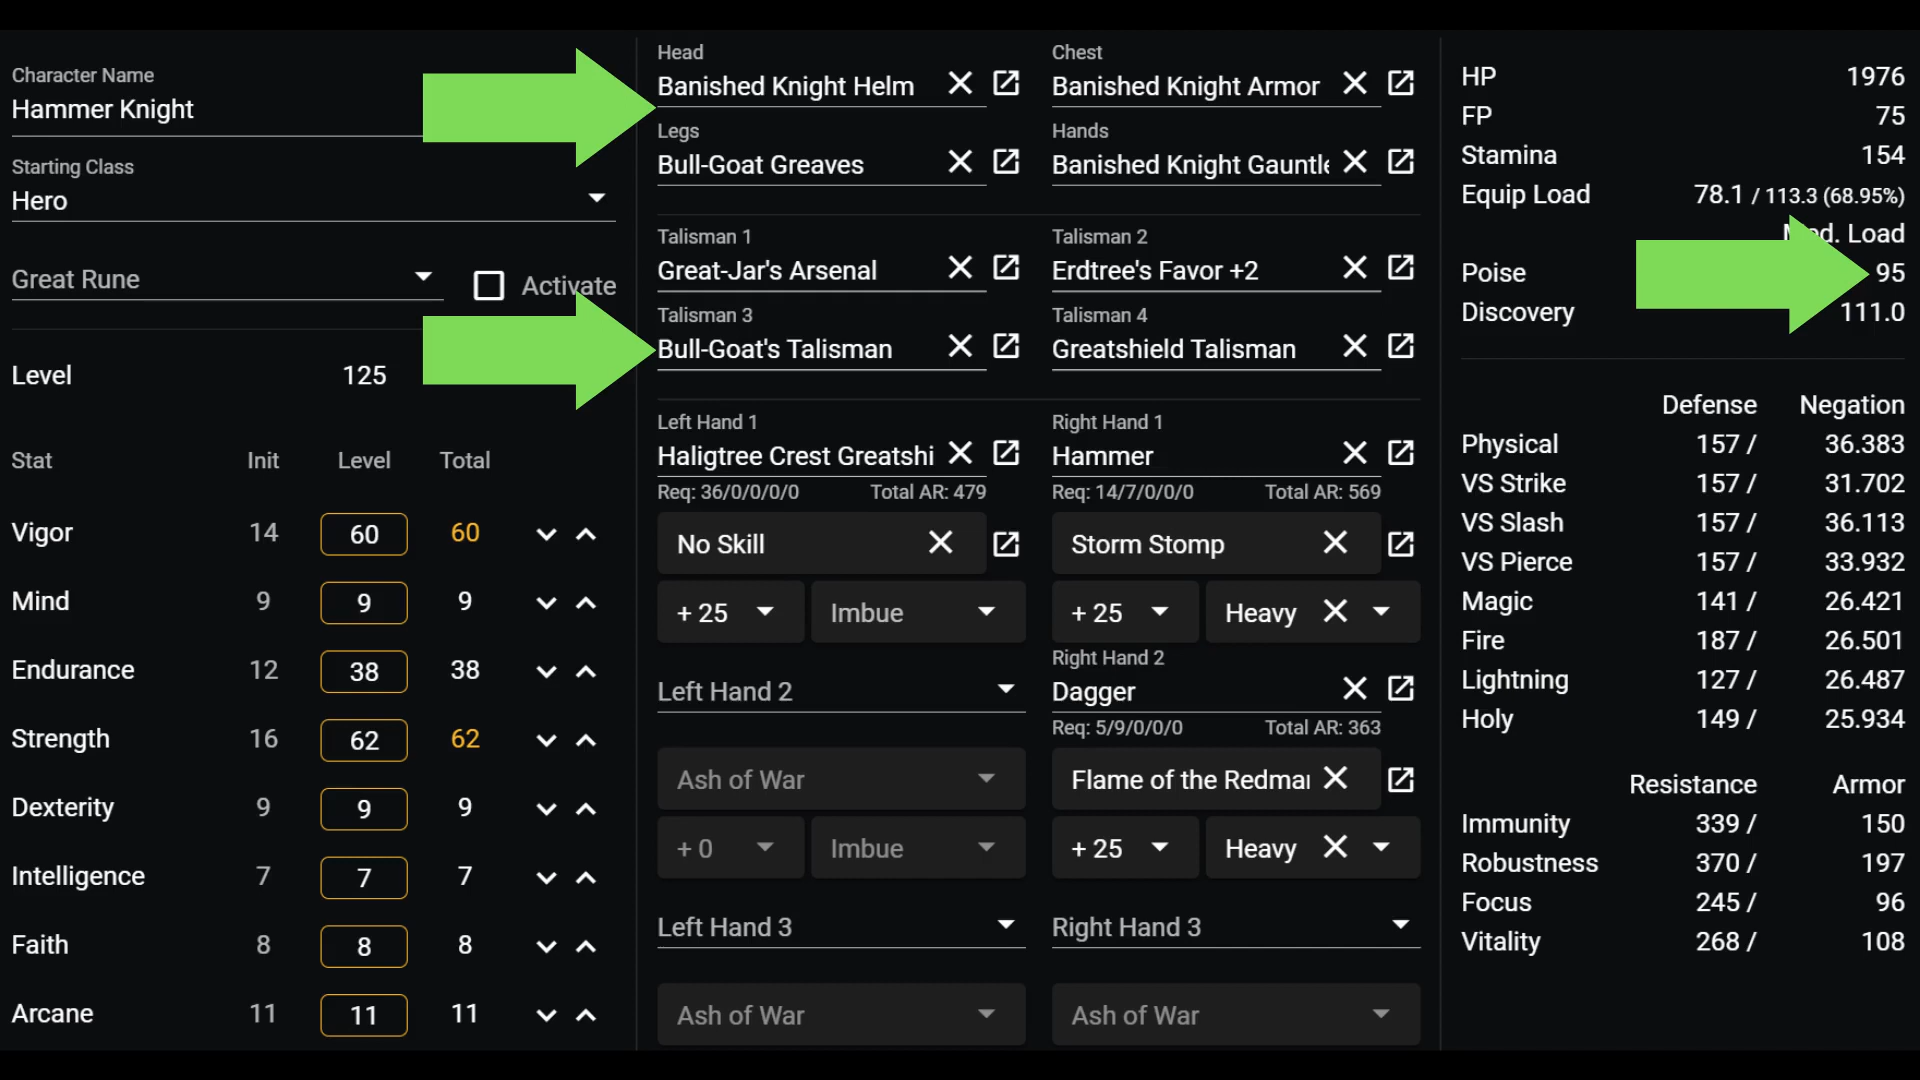 Character Name
Hammer Knight
Starting Class
Hero
Great Rune
Activate
Level 125
Stat Init Level Total
Vigor 14 60 60
Mind 9 9 9
Endurance 12 38 38
Strength 16 62 62
Dexterity 9 9 9
Intelligence 7 7 7
Faith 8 8 8
Arcane 11 11 11
Head Chest
Banished Knight Helm Banished Knight Armor
Legs Hands
Bull-Goat Greaves Banished Knight Gauntle
Talisman 1 Talisman 2
Great-Jar's Arsenal Erdtree's Favor +2
Talisman 3 Talisman 4
Bull-Goat's Talisman Greatshield Talisman
Left Hand 1 Right Hand 1
Haligtree Crest Greatshi Hammer
Req: 36/0/0/0/0 Total AR: 479 Req: 14/7/0/0/0 Total AR: 569
No Skill Storm Stomp
+ 25 Imbue + 25 Heavy
Right Hand 2
Left Hand 2 Dagger
Req: 5/9/0/0/0 Total AR: 363
Ash of War Flame of the Redmar
+ 0 Imbue + 25 Heavy
Left Hand 3 Right Hand 3
Ash of War Ash of War
HP 1976
FP 75
Stamina 154
Equip Load 78.1 / 113.3 (68.95%)
Load
Poise 95
Discovery 111.0
Defense Negation
Physical 157 / 36.383
VS Strike 157 / 31.702
VS Slash 157 / 36.113
VS Pierce 157 / 33.932
Magic 141 / 26.421
Fire 187 / 26.501
Lightning 127 / 26.487
Holy 149 / 25.934
Resistance Armor
Immunity 339 / 150
Robustness 370 / 197
Focus 245 / 96
Vitality 268 / 108